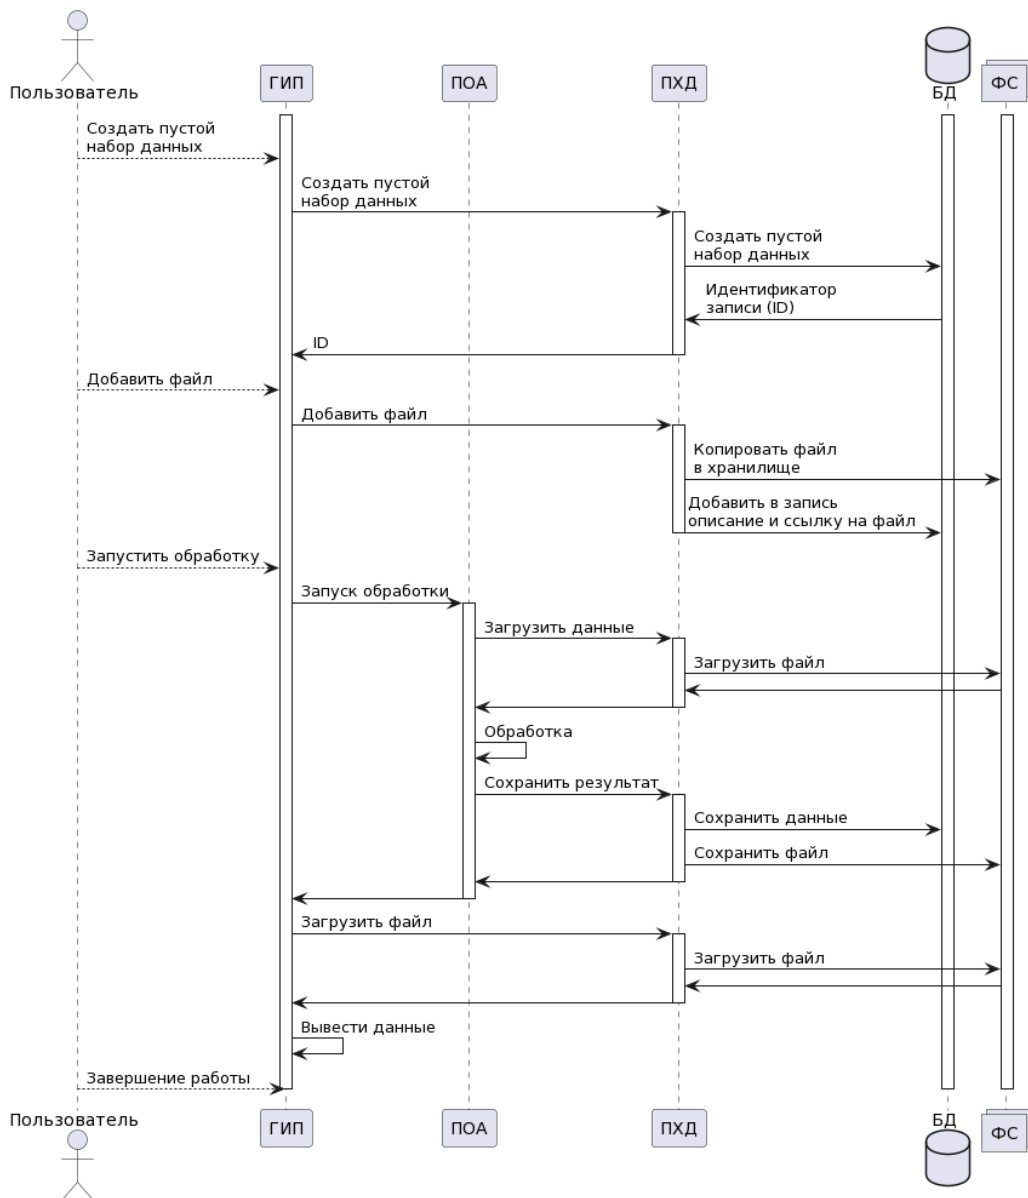 Пользователь
ГИП
ПОА
ПХД
БД
ФС
Создать пустой
набор данных
Создать пустой
набор данных
Создать пустой
набор данных
Идентификатор
записи (ID)
ID
Добавить файл
Добавить файл
Копировать файл
в хранилище
Добавить в запись
описание и ссылку на файл
Запустить обработку
Запуск обработки
Загрузить данные
Загрузить файл
Обработка
Сохранить результат
Сохранить данные
Сохранить файл
Загрузить файл
Загрузить файл
Вывести данные
Завершение работы
Пользователь
ГИП
ПОА
ПХД
БД
ФС